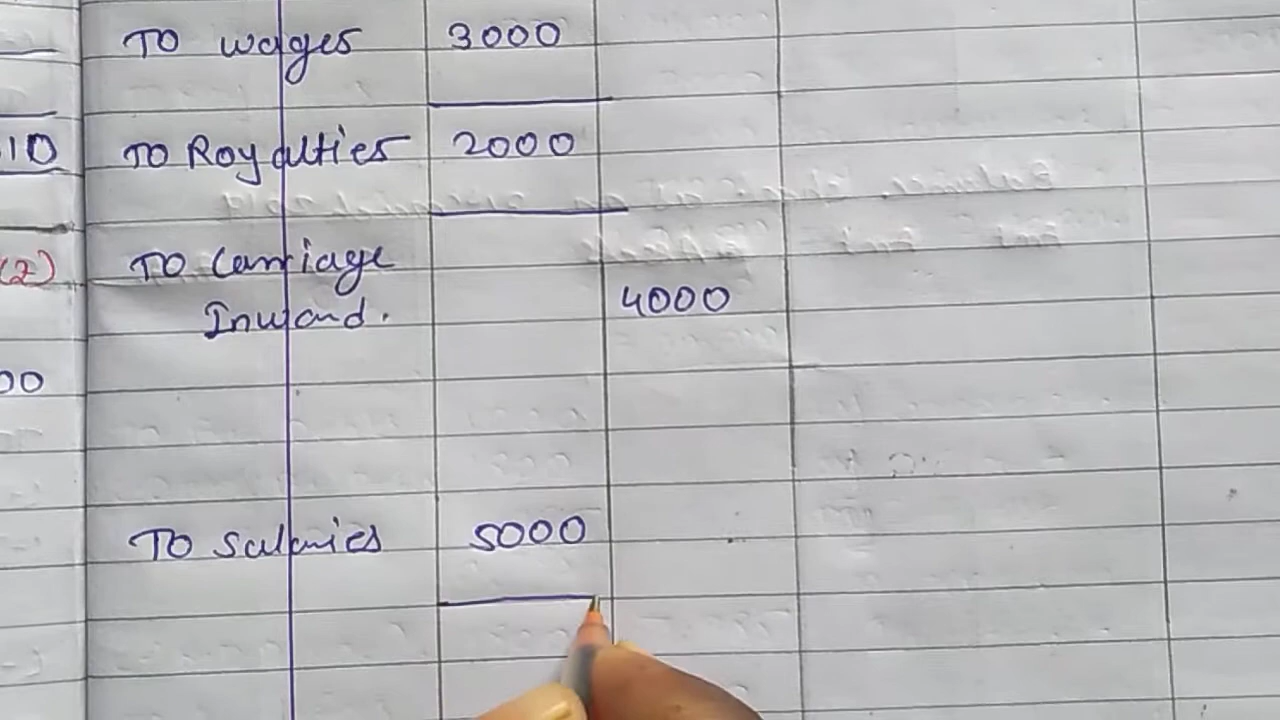 To wages 3000
10 To Royalties 2000
(2) To Carriage
Inward. 4000
00
To Salaries 5000